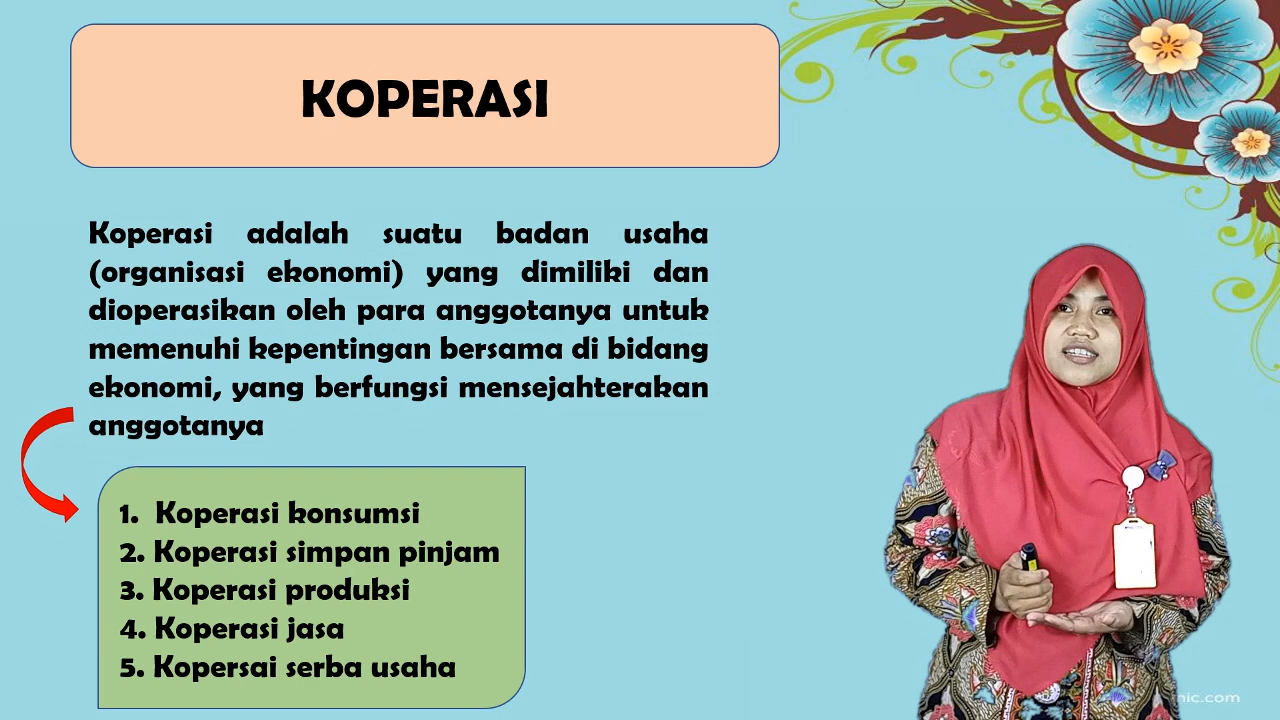 KOPERASI
Koperasi adalah suatu badan usaha
(organisasi ekonomi) yang dimiliki dan
dioperasikan oleh para anggotanya untuk
memenuhi kepentingan bersama di bidang
ekonomi, yang berfungsi mensejahterakan
anggotanya
1. Koperasi konsumsi
2. Koperasi simpan pinjam
3. Koperasi produksi
4. Koperasi jasa
5. Kopersai serba usaha